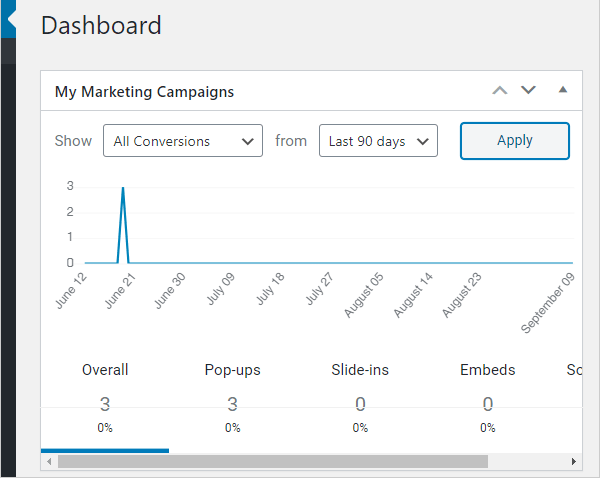 Dashboard
My Marketing Campaigns
Show All Conversions from Last 90 days Apply
3
2
1
0
June 12 June 21 June 30 July 09 July 18 July 27 August 05 August 14 August 23 September 09
Overall Pop-ups Slide-ins Embeds Sc
3 3 0 0
0% 0% 0% 0%